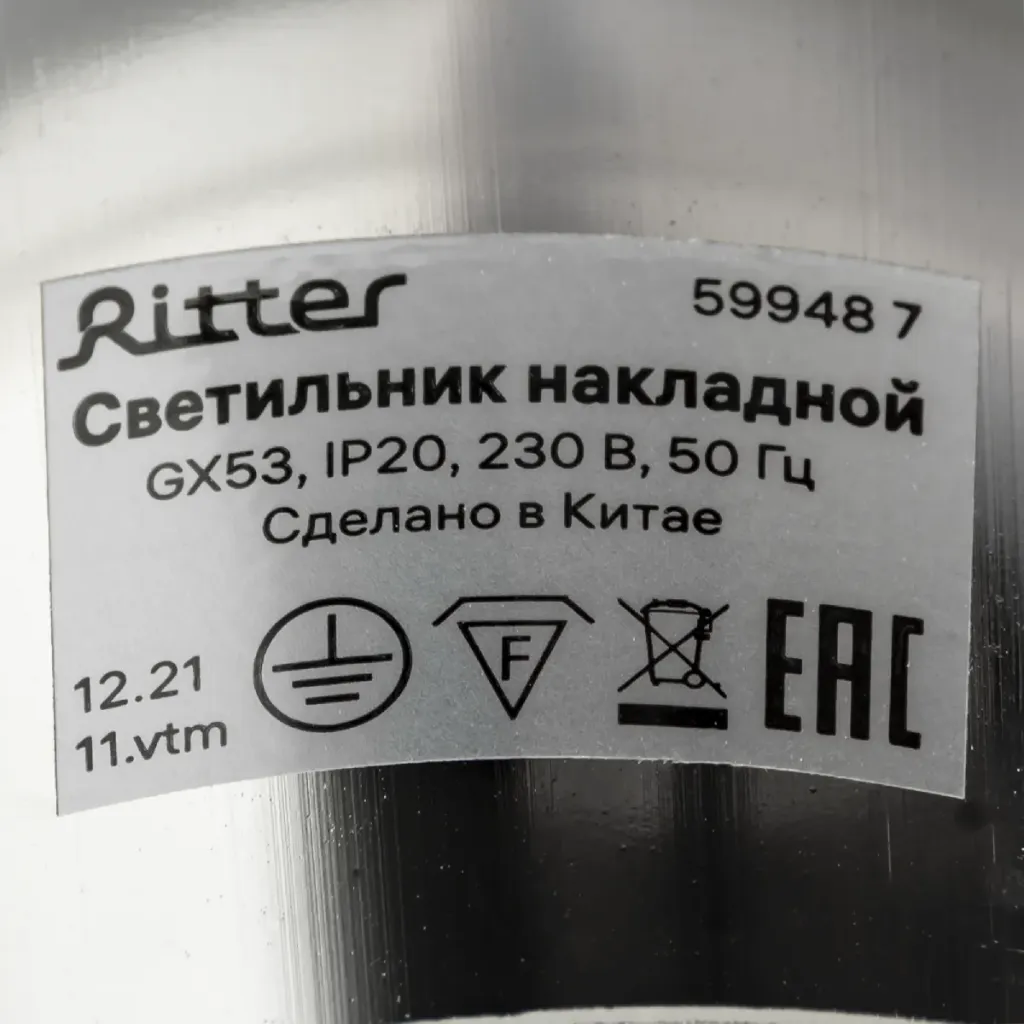 Ritter
59948 7
Светильник накладной
GX53, IP20, 230 В, 50 Гц
Сделано в Китае
12.21
11.vtm
F
EAC